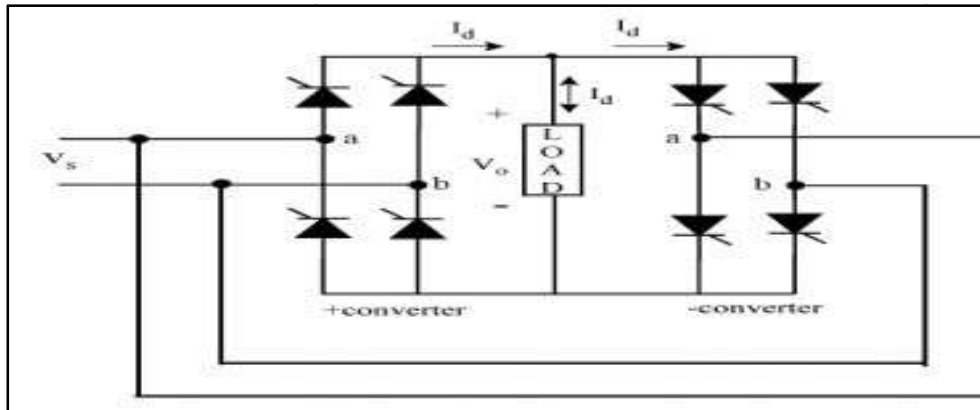 I_d I_d
I_d
+
a
LOAD
a
V_s
V_o
b
b
-
+converter
-converter